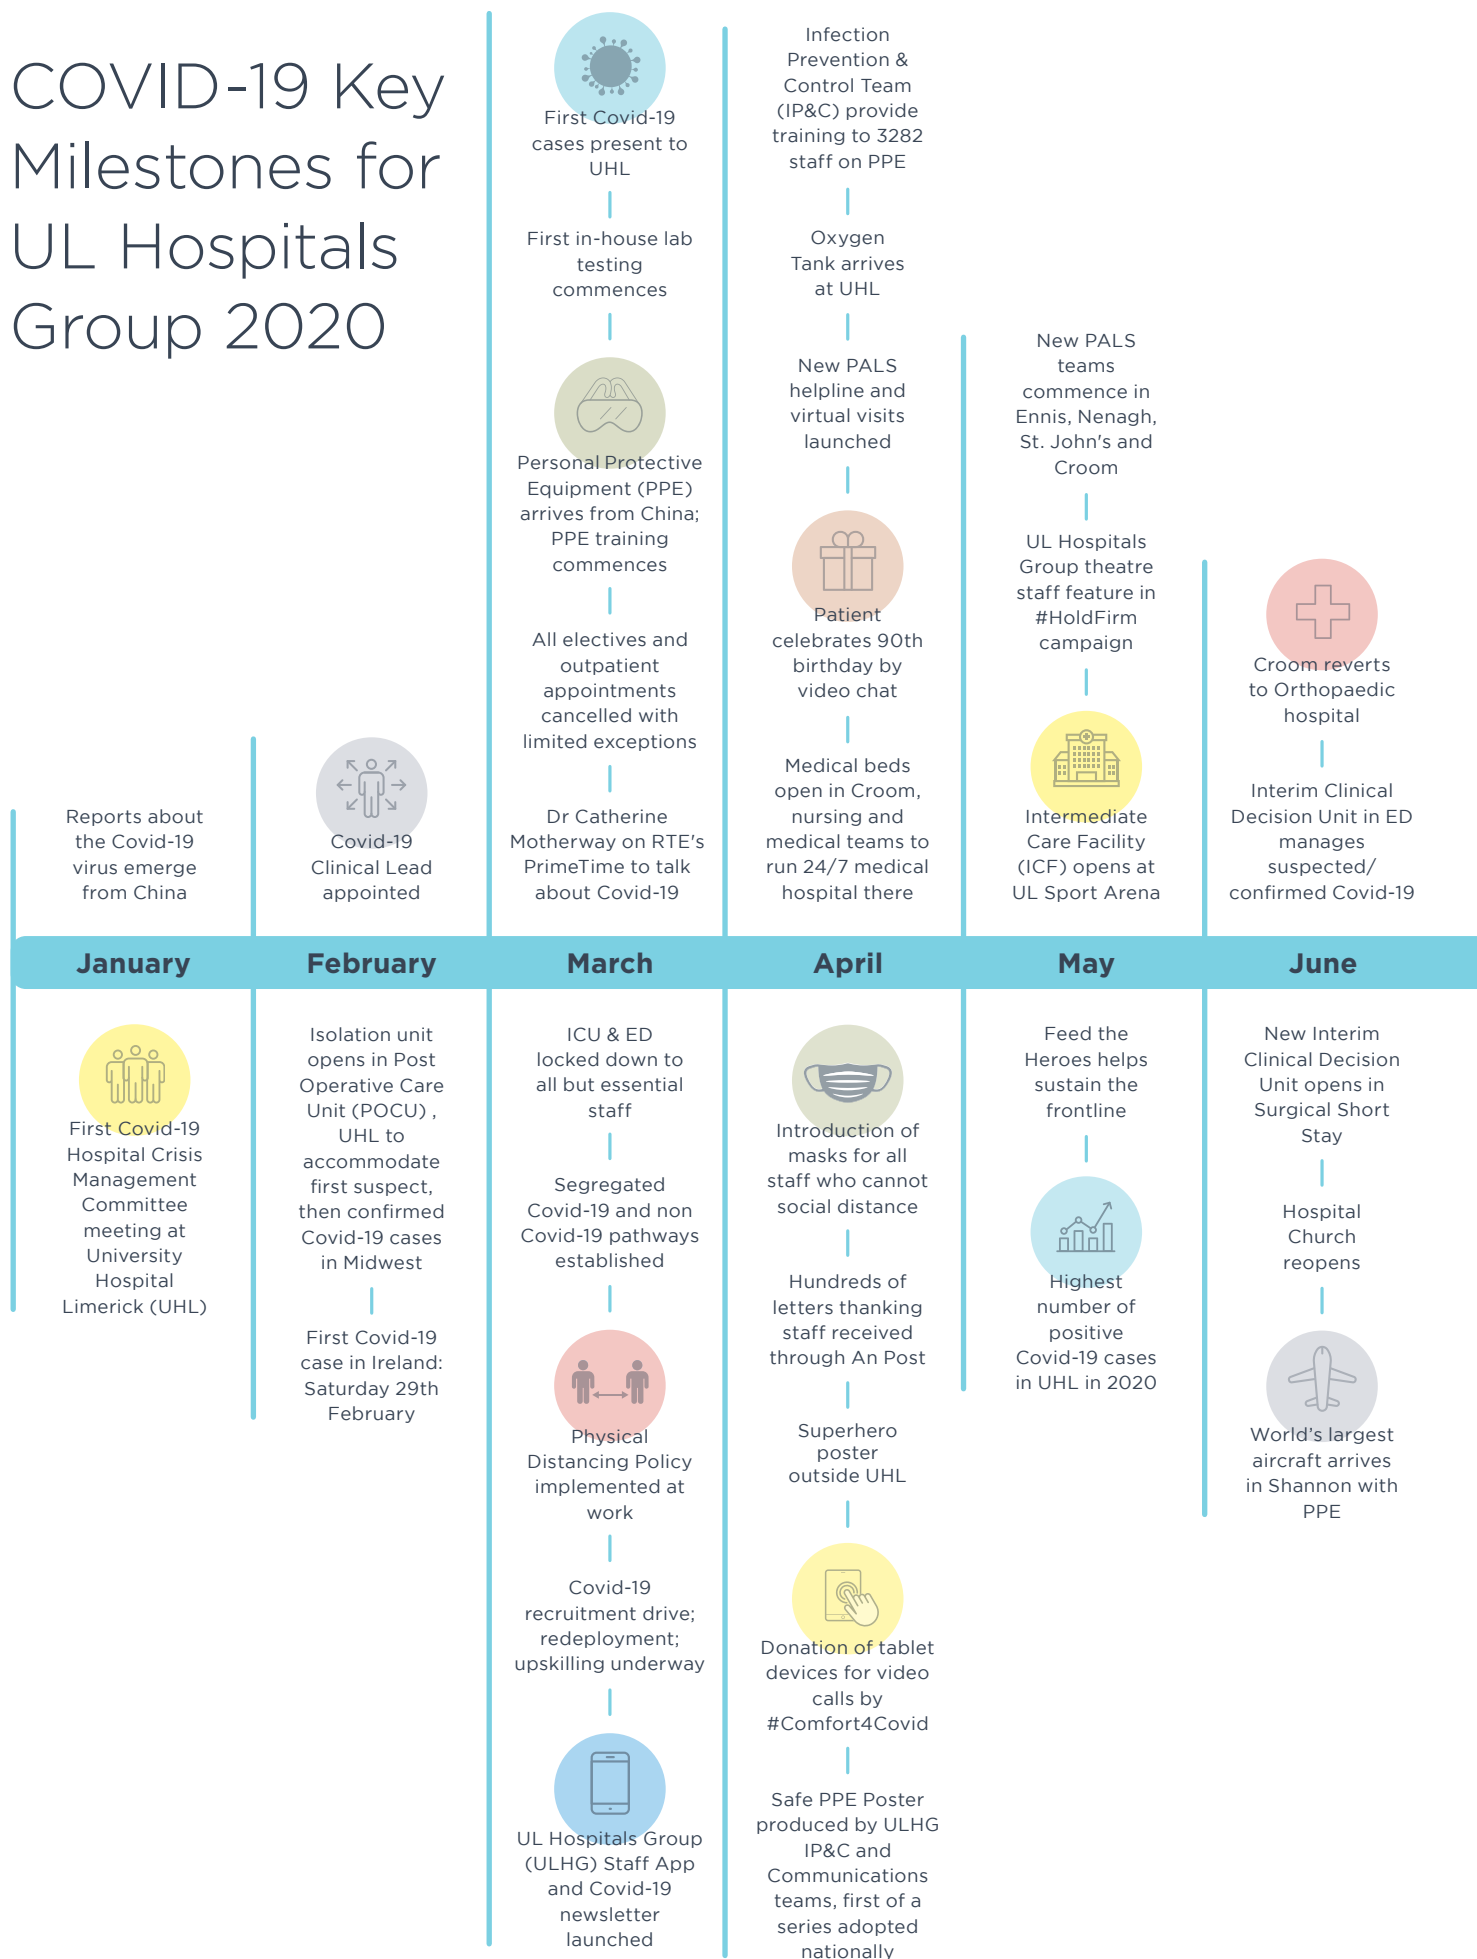 COVID-19 Key
Milestones for
UL Hospitals
Group 2020
Reports about
the Covid-19
virus emerge
from China
Covid-19
Clinical Lead
appointed
First Covid-19
cases present to
UHL
First in-house lab
testing
commences
Personal Protective
Equipment (PPE)
arrives from China;
PPE training
commences
All electives and
outpatient
appointments
cancelled with
limited exceptions
Dr Catherine
Motherway on RTE's
PrimeTime to talk
about Covid-19
Infection
Prevention &
Control Team
(IP&C) provide
training to 3282
staff on PPE
Oxygen
Tank arrives
at UHL
New PALS
helpline and
virtual visits
launched
Patient
celebrates 90th
birthday by
video chat
Medical beds
open in Croom,
nursing and
medical teams to
run 24/7 medical
hospital there
New PALS
teams
commence in
Ennis, Nenagh,
St. John's and
Croom
UL Hospitals
Group theatre
staff feature in
#HoldFirm
campaign
Intermediate
Care Facility
(ICF) opens at
UL Sport Arena
Croom reverts
to Orthopaedic
hospital
Interim Clinical
Decision Unit in ED
manages
suspected/
confirmed Covid-19
January
February
March
April
May
June
First Covid-19
Hospital Crisis
Management
Committee
meeting at
University
Hospital
Limerick (UHL)
Isolation unit
opens in Post
Operative Care
Unit (POCU) ,
UHL to
accommodate
first suspect,
then confirmed
Covid-19 cases
in Midwest
First Covid-19
case in Ireland:
Saturday 29th
February
ICU & ED
locked down to
all but essential
staff
Segregated
Covid-19 and non
Covid-19 pathways
established
Physical
Distancing Policy
implemented at
work
Covid-19
recruitment drive;
redeployment;
upskilling underway
UL Hospitals Group
(ULHG) Staff App
and Covid-19
newsletter
launched
Introduction of
masks for all
staff who cannot
social distance
Hundreds of
letters thanking
staff received
through An Post
Superhero
poster
outside UHL
Donation of tablet
devices for video
calls by
#Comfort4Covid
Safe PPE Poster
produced by ULHG
IP&C and
Communications
teams, first of a
series adopted
nationally
Feed the
Heroes helps
sustain the
frontline
Highest
number of
positive
Covid-19 cases
in UHL in 2020
New Interim
Clinical Decision
Unit opens in
Surgical Short
Stay
Hospital
Church
reopens
World's largest
aircraft arrives
in Shannon with
PPE